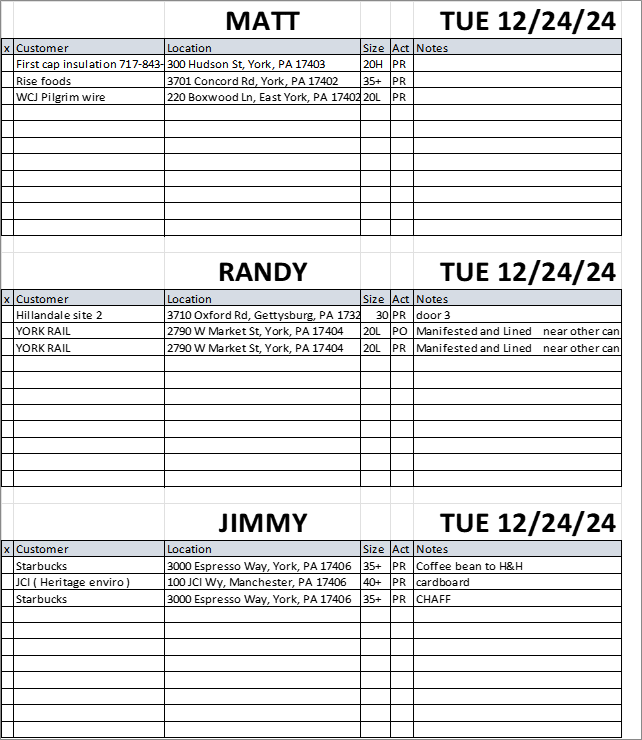 MATT TUE 12/24/24
x Customer Location Size Act Notes
First cap insulation 717-843- 300 Hudson St, York, PA 17403 20H PR
Rise foods 3701 Concord Rd, York, PA 17402 35+ PR
WCJ Pilgrim wire 220 Boxwood Ln, East York, PA 17402 20L PR
RANDY TUE 12/24/24
x Customer Location Size Act Notes
Hillandale site 2 3710 Oxford Rd, Gettysburg, PA 1732 30 PR door 3
YORK RAIL 2790 W Market St, York, PA 17404 20L PO Manifested and Lined near other can
YORK RAIL 2790 W Market St, York, PA 17404 20L PR Manifested and Lined near other can
JIMMY TUE 12/24/24
x Customer Location Size Act Notes
Starbucks 3000 Espresso Way, York, PA 17406 35+ PR Coffee bean to H&H
JCI ( Heritage enviro ) 100 JCI Wy, Manchester, PA 17406 40+ PR cardboard
Starbucks 3000 Espresso Way, York, PA 17406 35+ PR CHAFF